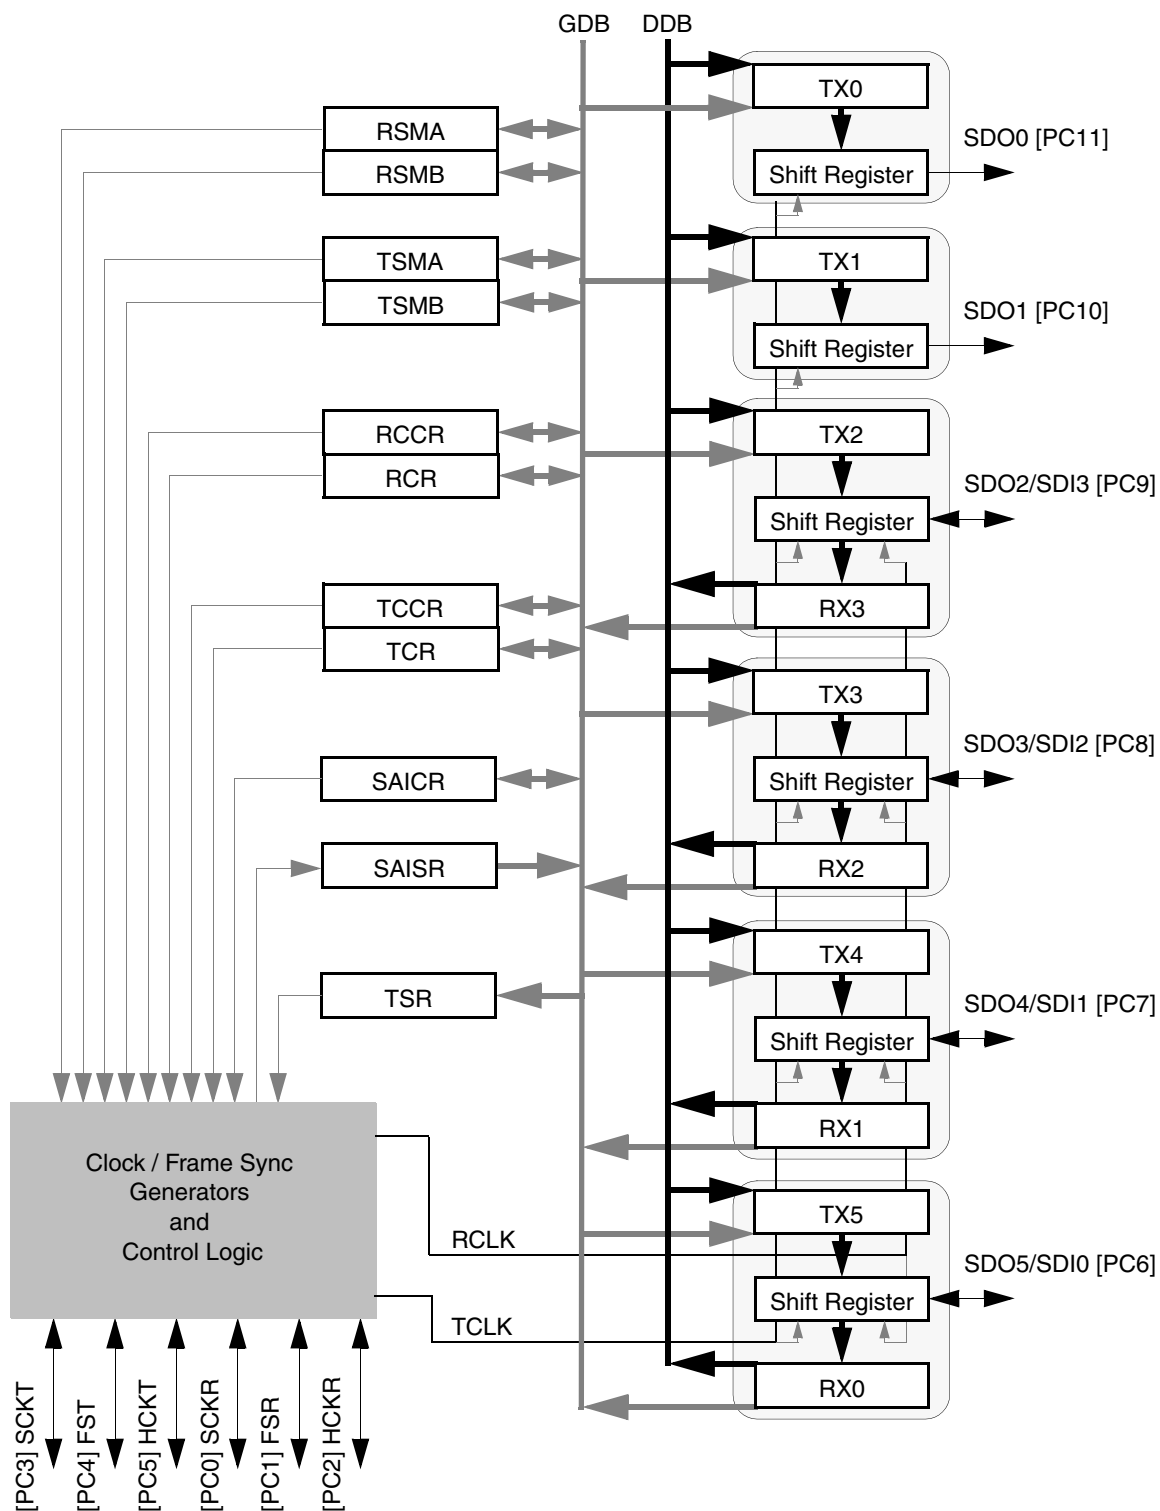 GDB
DDB
TX0
RSMA
SDO0 [PC11]
RSMB
Shift Register
TSMA
TX1
TSMB
SDO1 [PC10]
Shift Register
RCCR
TX2
RCR
SDO2/SDI3 [PC9]
Shift Register
TCCR
RX3
TCR
TX3
SDO3/SDI2 [PC8]
SAICR
Shift Register
SAISR
RX2
TX4
TSR
SDO4/SDI1 [PC7]
Shift Register
RX1
Clock / Frame Sync
Generators
and
Control Logic
TX5
RCLK
SDO5/SDI0 [PC6]
Shift Register
TCLK
RX0
[PC3] SCKT
[PC4] FST
[PC5] HCKT
[PC0] SCKR
[PC1] FSR
[PC2] HCKR